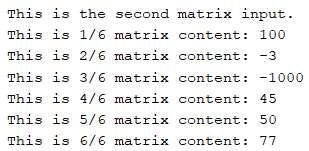 This is the second matrix input.
This is 1/6 matrix content: 100
This is 2/6 matrix content: -3
This is 3/6 matrix content: -1000
This is 4/6 matrix content: 45
This is 5/6 matrix content: 50
This is 6/6 matrix content: 77